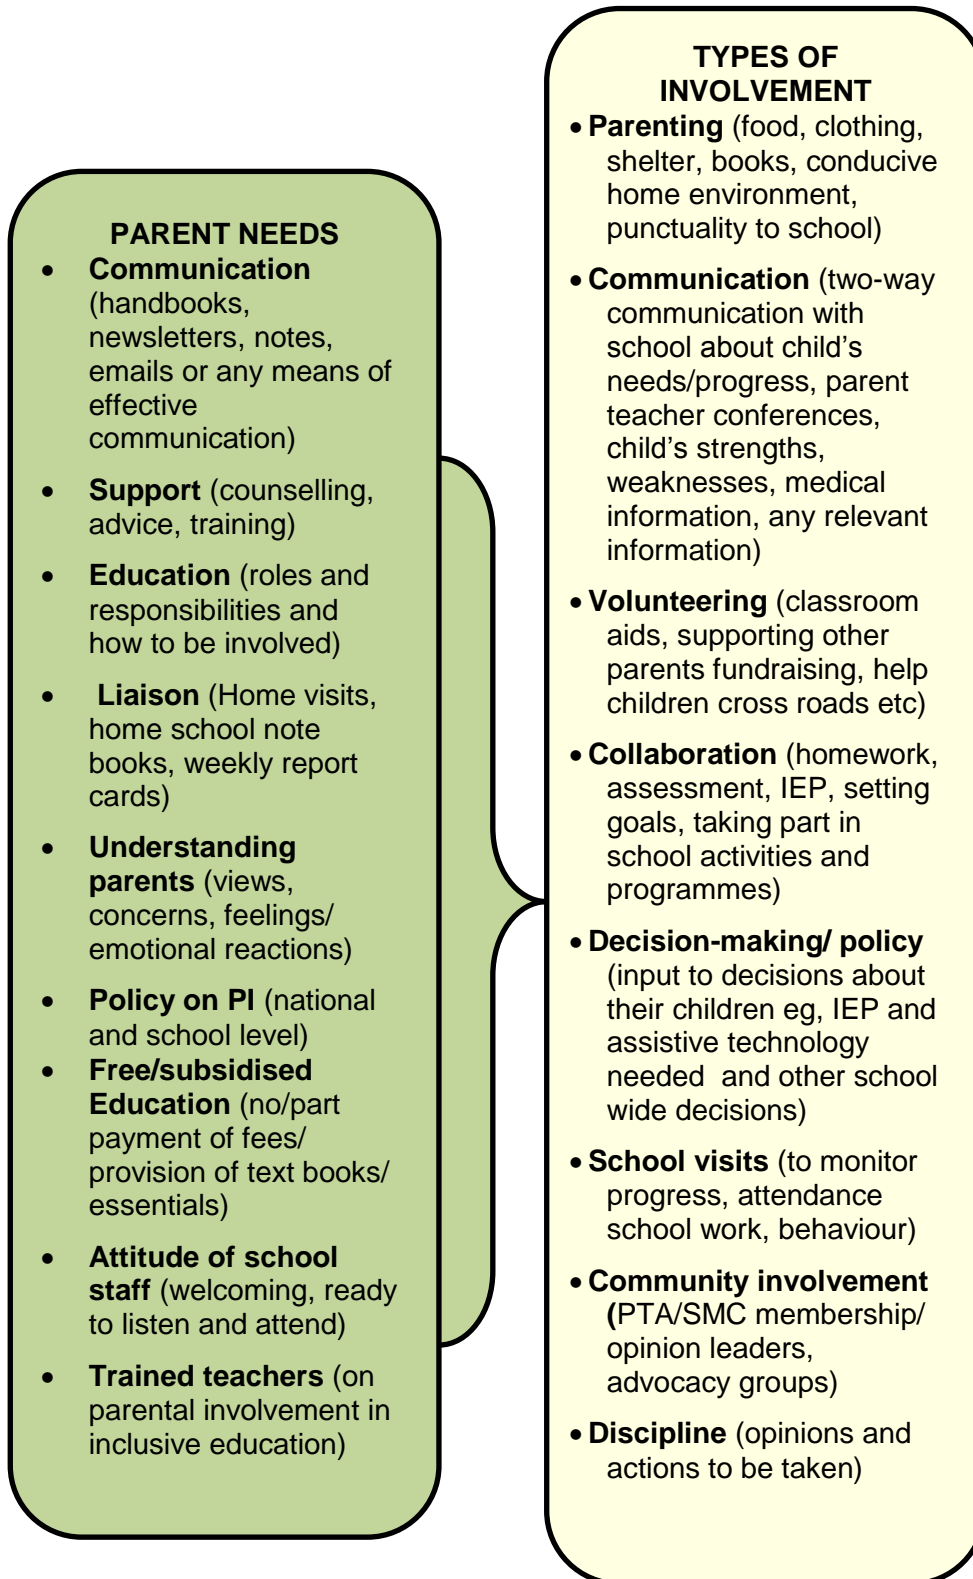 PARENT NEEDS
• Communication
(handbooks,
newsletters, notes,
emails or any means of
effective
communication)
• Support (counselling,
advice, training)
• Education (roles and
responsibilities and
how to be involved)
• Liaison (Home visits,
home school note
books, weekly report
cards)
• Understanding
parents (views,
concerns, feelings/
emotional reactions)
• Policy on PI (national
and school level)
• Free/subsidised
Education (no/part
payment of fees/
provision of text books/
essentials)
• Attitude of school
staff (welcoming, ready
to listen and attend)
• Trained teachers (on
parental involvement in
inclusive education)
TYPES OF
INVOLVEMENT
• Parenting (food, clothing,
shelter, books, conducive
home environment,
punctuality to school)
• Communication (two-way
communication with
school about child’s
needs/progress, parent
teacher conferences,
child’s strengths,
weaknesses, medical
information, any relevant
information)
• Volunteering (classroom
aids, supporting other
parents fundraising, help
children cross roads etc)
• Collaboration (homework,
assessment, IEP, setting
goals, taking part in
school activities and
programmes)
• Decision-making/ policy
(input to decisions about
their children eg, IEP and
assistive technology
needed and other school
wide decisions)
• School visits (to monitor
progress, attendance
school work, behaviour)
• Community involvement
(PTA/SMC membership/
opinion leaders,
advocacy groups)
• Discipline (opinions and
actions to be taken)